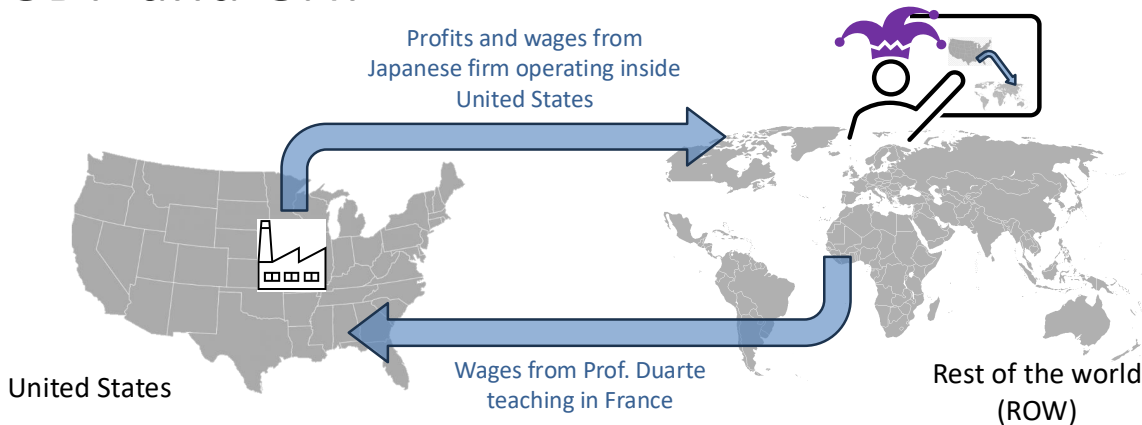 Profits and wages from
Japanese firm operating inside
United States
Wages from Prof. Duarte
teaching in France
United States
Rest of the world
(ROW)